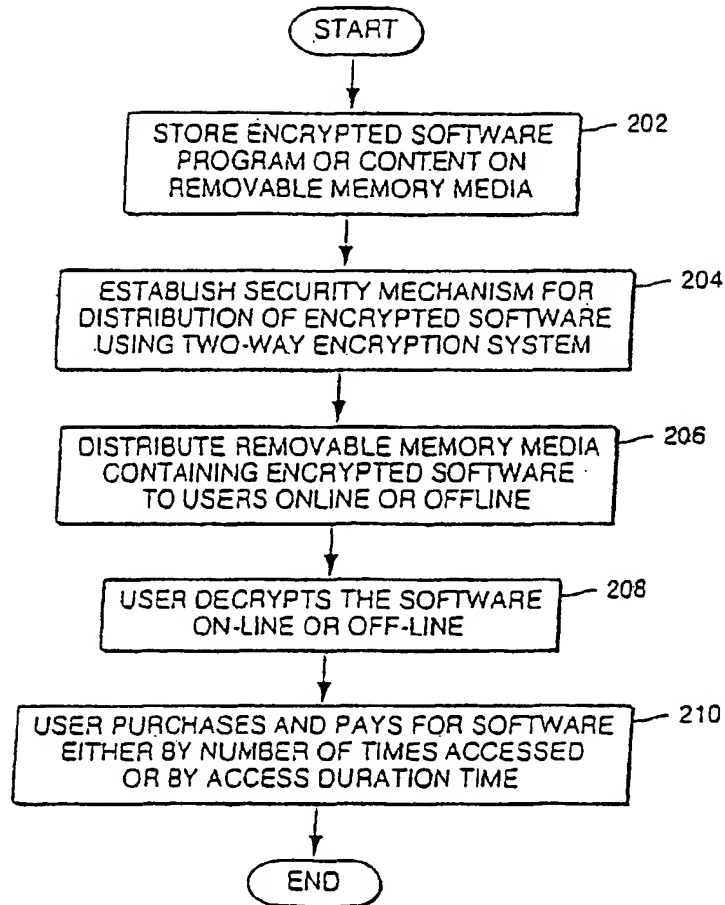 START
STORE ENCRYPTED SOFTWARE
PROGRAM OR CONTENT ON
REMOVABLE MEMORY MEDIA
202
ESTABLISH SECURITY MECHANISM FOR
DISTRIBUTION OF ENCRYPTED SOFTWARE
USING TWO-WAY ENCRYPTION SYSTEM
204
DISTRIBUTE REMOVABLE MEMORY MEDIA
CONTAINING ENCRYPTED SOFTWARE
TO USERS ONLINE OR OFFLINE
206
USER DECRYPTS THE SOFTWARE
ON-LINE OR OFF-LINE
208
USER PURCHASES AND PAYS FOR SOFTWARE
EITHER BY NUMBER OF TIMES ACCESSED
OR BY ACCESS DURATION TIME
210
END